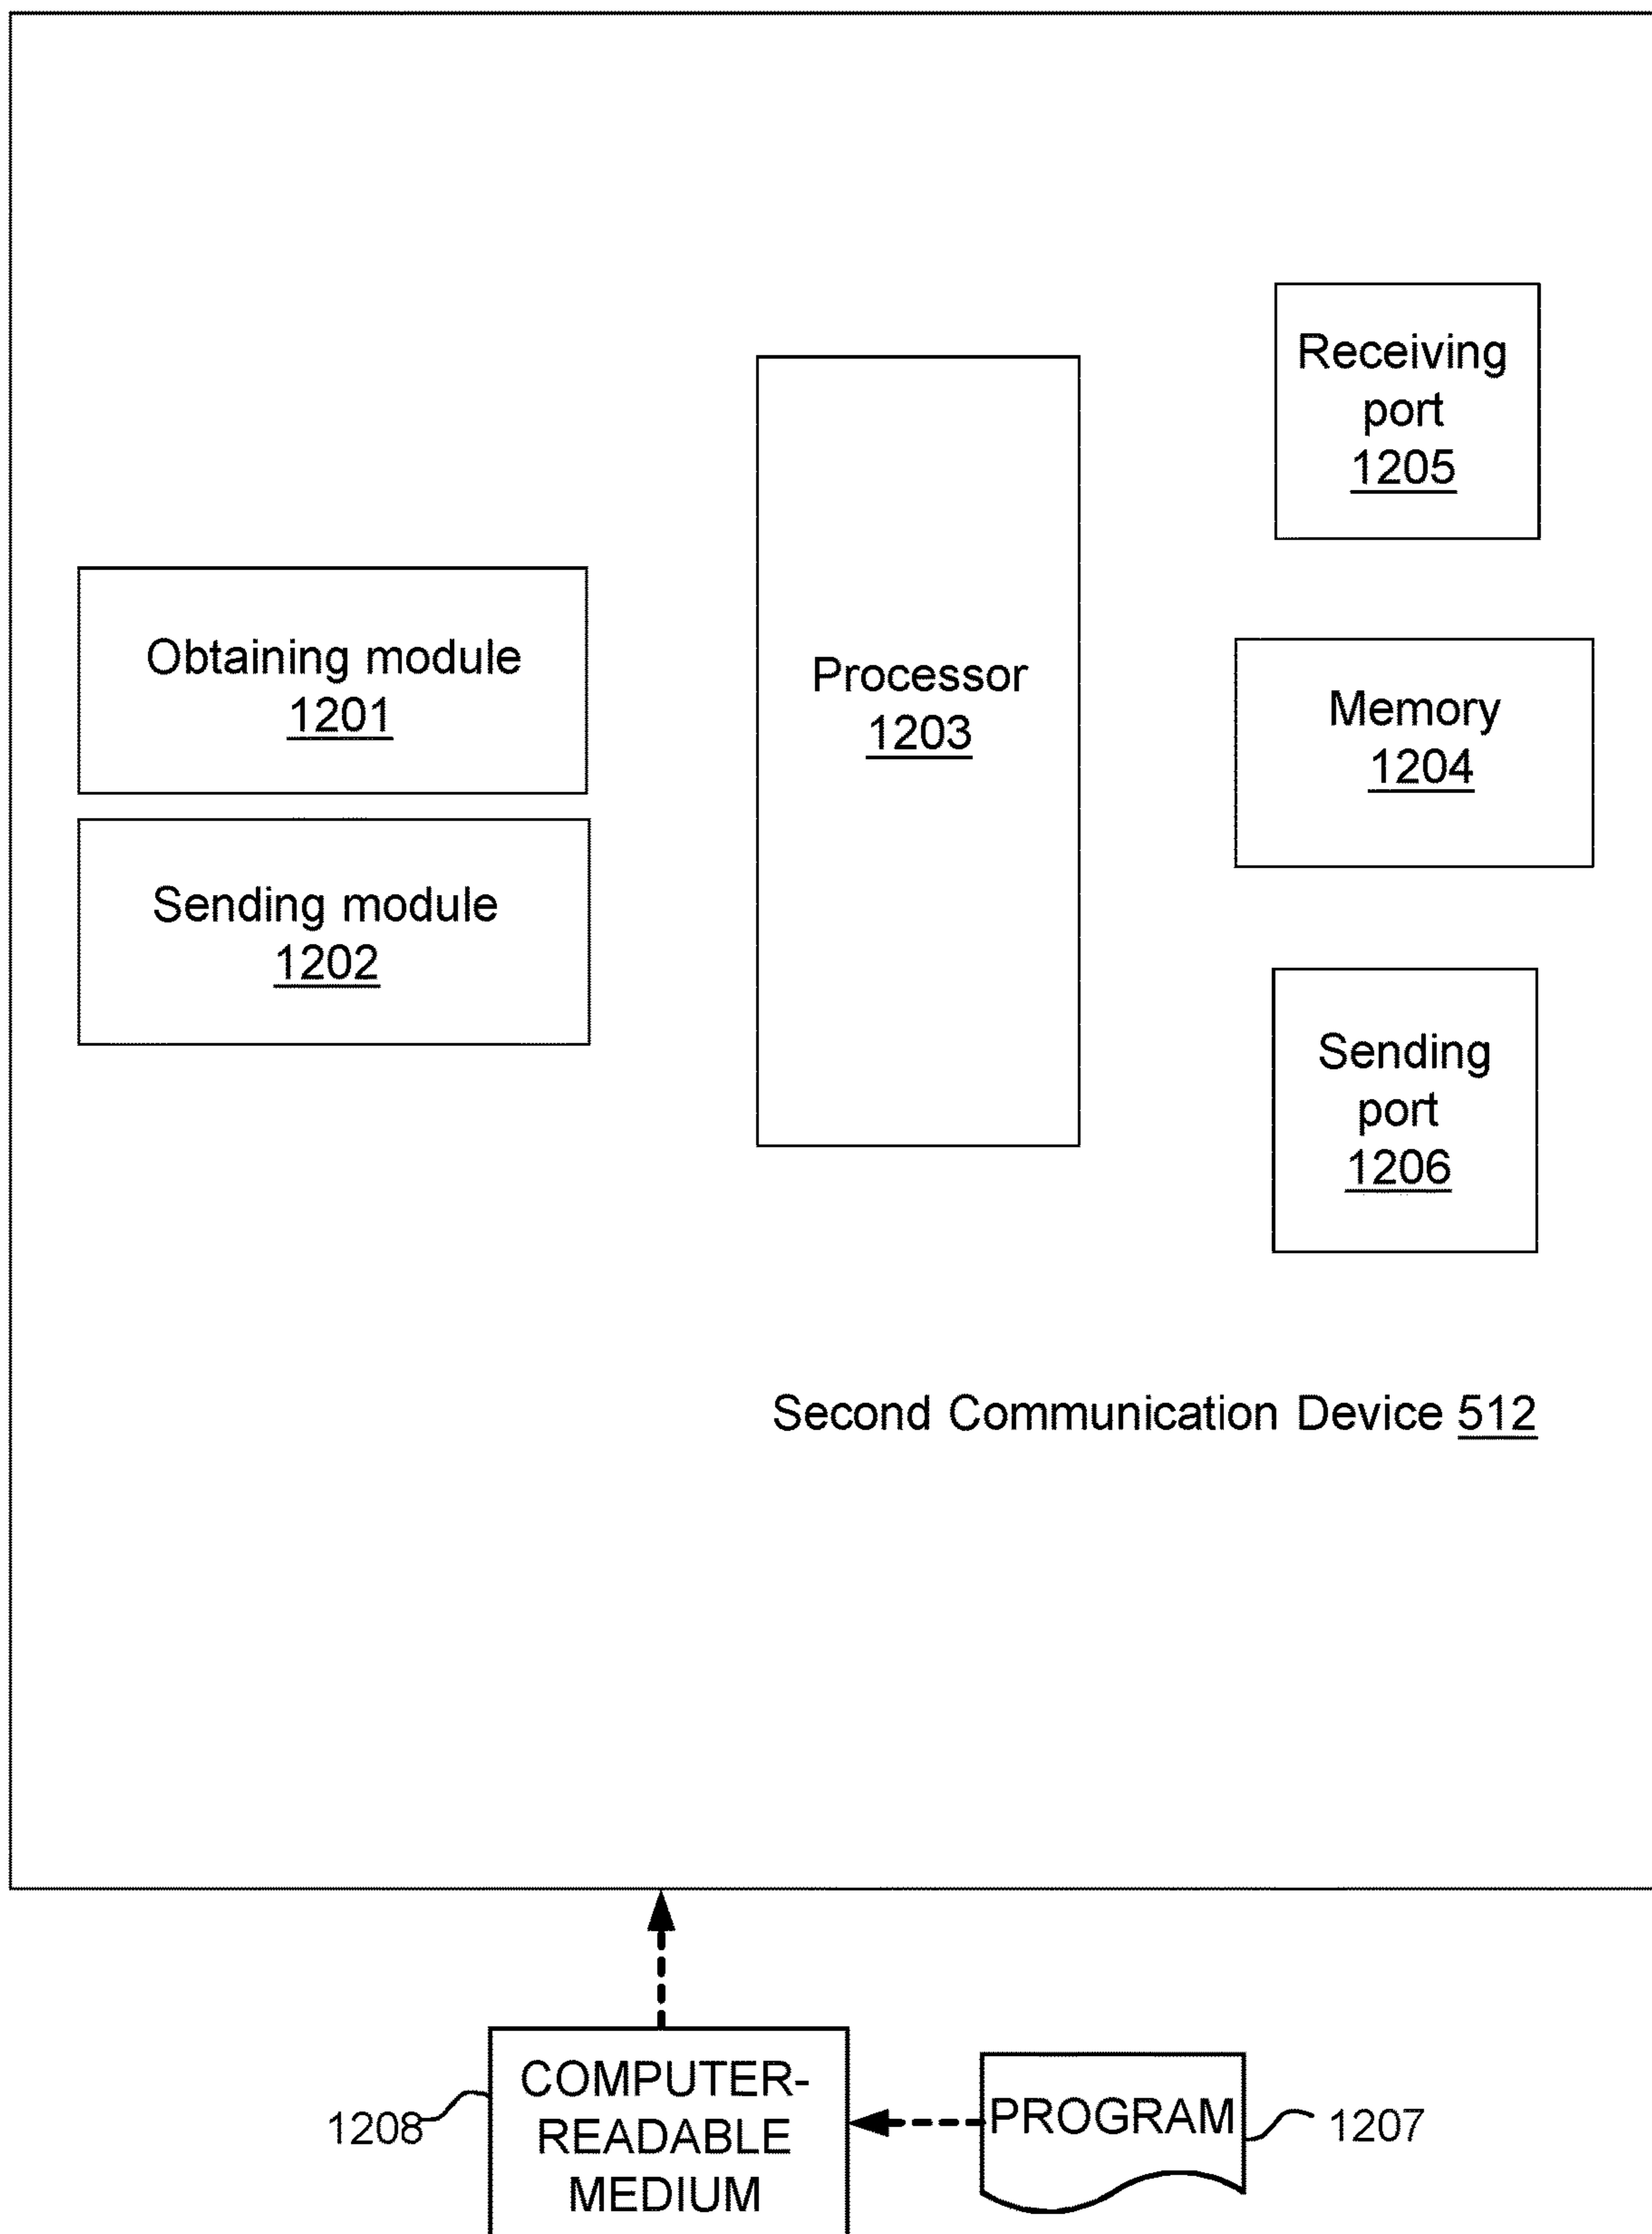 Receiving
port
1205
Obtaining module
1201
Processor
1203
Memory
1204
Sending module
1202
Sending
port
1206
Second Communication Device 512
COMPUTER-
READABLE
MEDIUM
1208
PROGRAM
1207